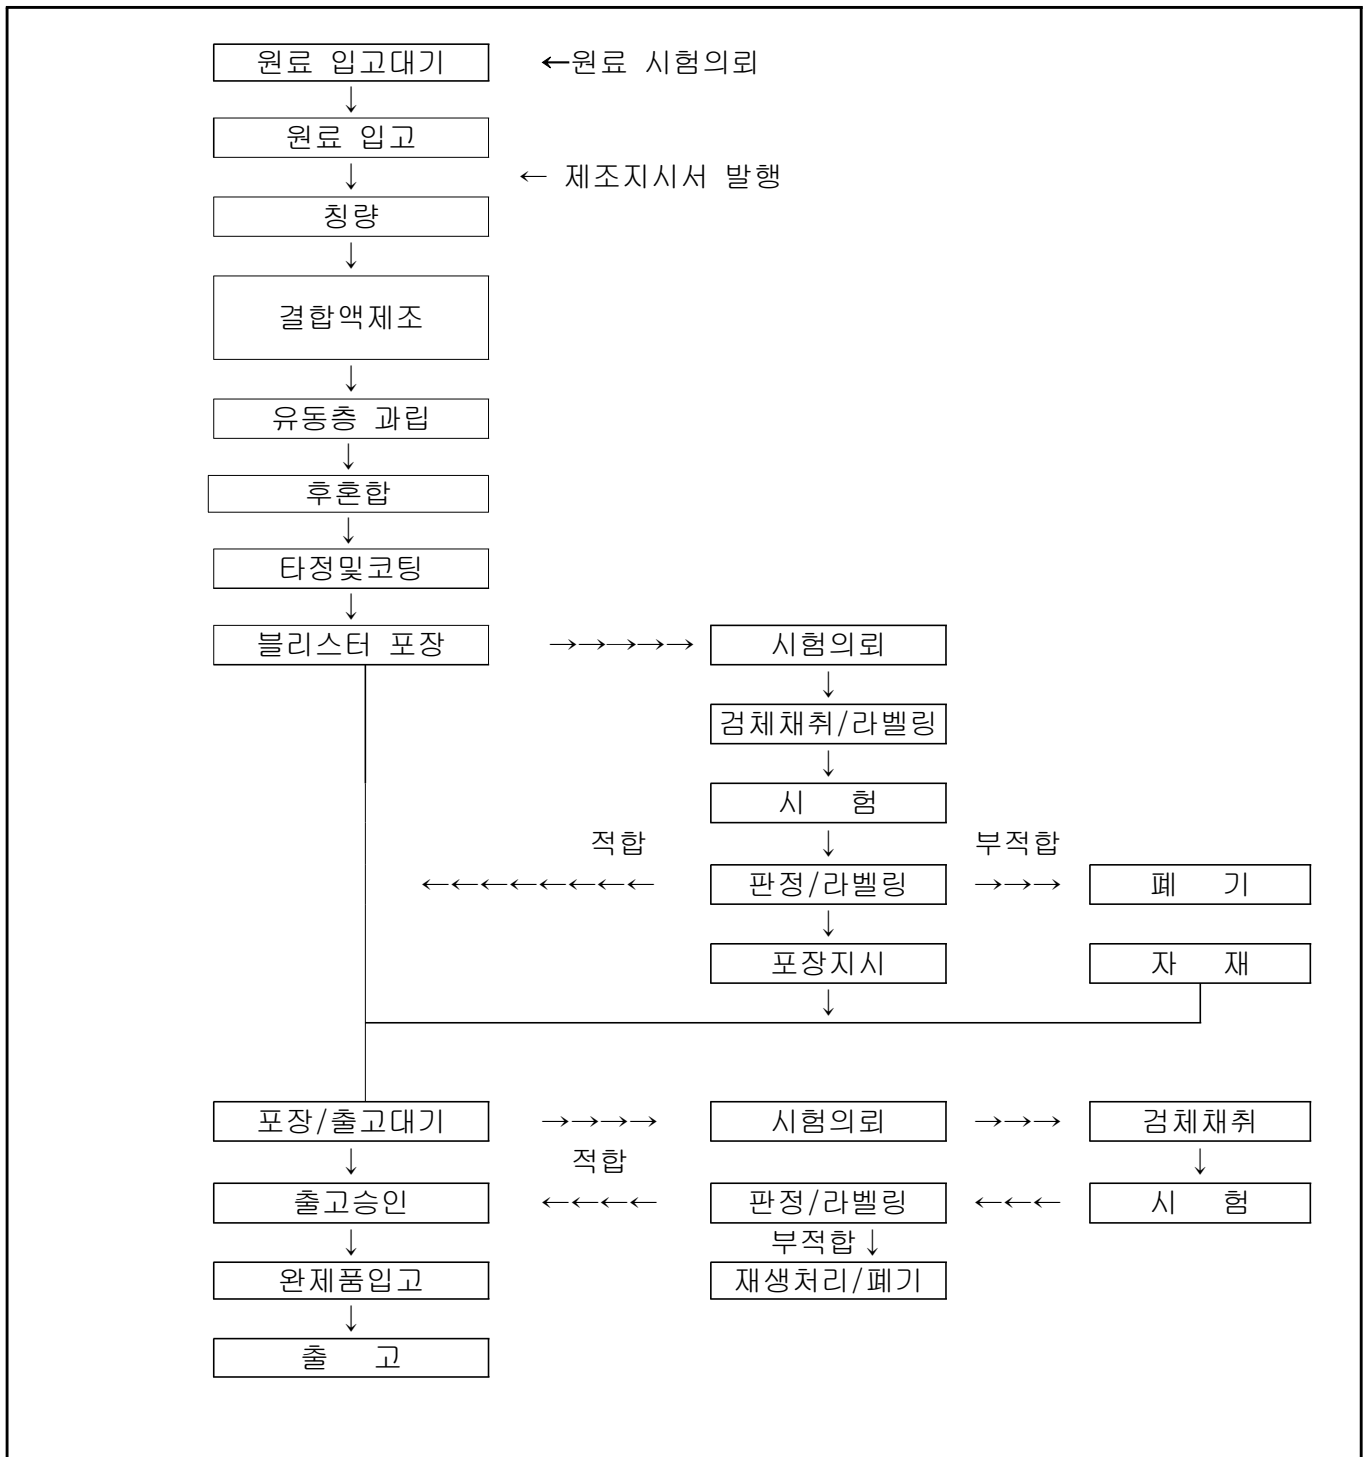 원료 입고대기 ←원료 시험의뢰
↓
원료 입고
↓ ← 제조지시서 발행
칭량
↓
결합액제조
↓
유동층 과립
↓
후혼합
↓
타정및코팅
↓
블리스터 포장 →→→→→ 시험의뢰
↓
검체채취/라벨링
↓
시 험
적합 ↓ 부적합
←←←←←←←← 판정/라벨링 →→→ 폐 기
↓
포장지시 자 재
↓
포장/출고대기 →→→→ 시험의뢰 →→→ 검체채취
↓ 적합 ↓
출고승인 ←←←← 판정/라벨링 ←←← 시 험
↓ 부적합 ↓
완제품입고 재생처리/폐기
↓
출 고